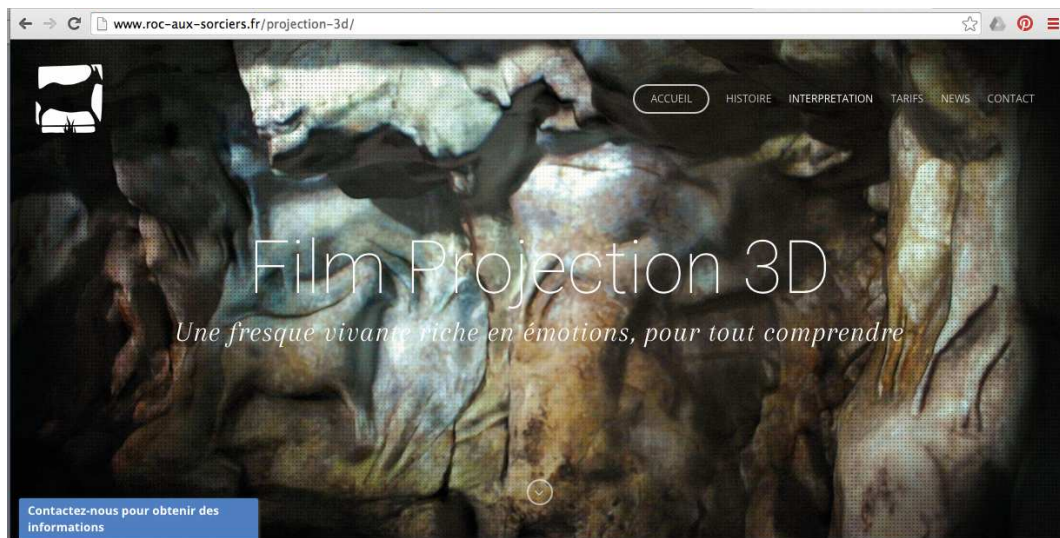 www.roc-aux-sorciers.fr/projection-3d/
ACCUEIL HISTOIRE INTERPRETATION TARIFS NEWS CONTACT
Film Projection 3D
Une fresque vivante riche en émotions, pour tout comprendre
Contactez-nous pour obtenir des
informations